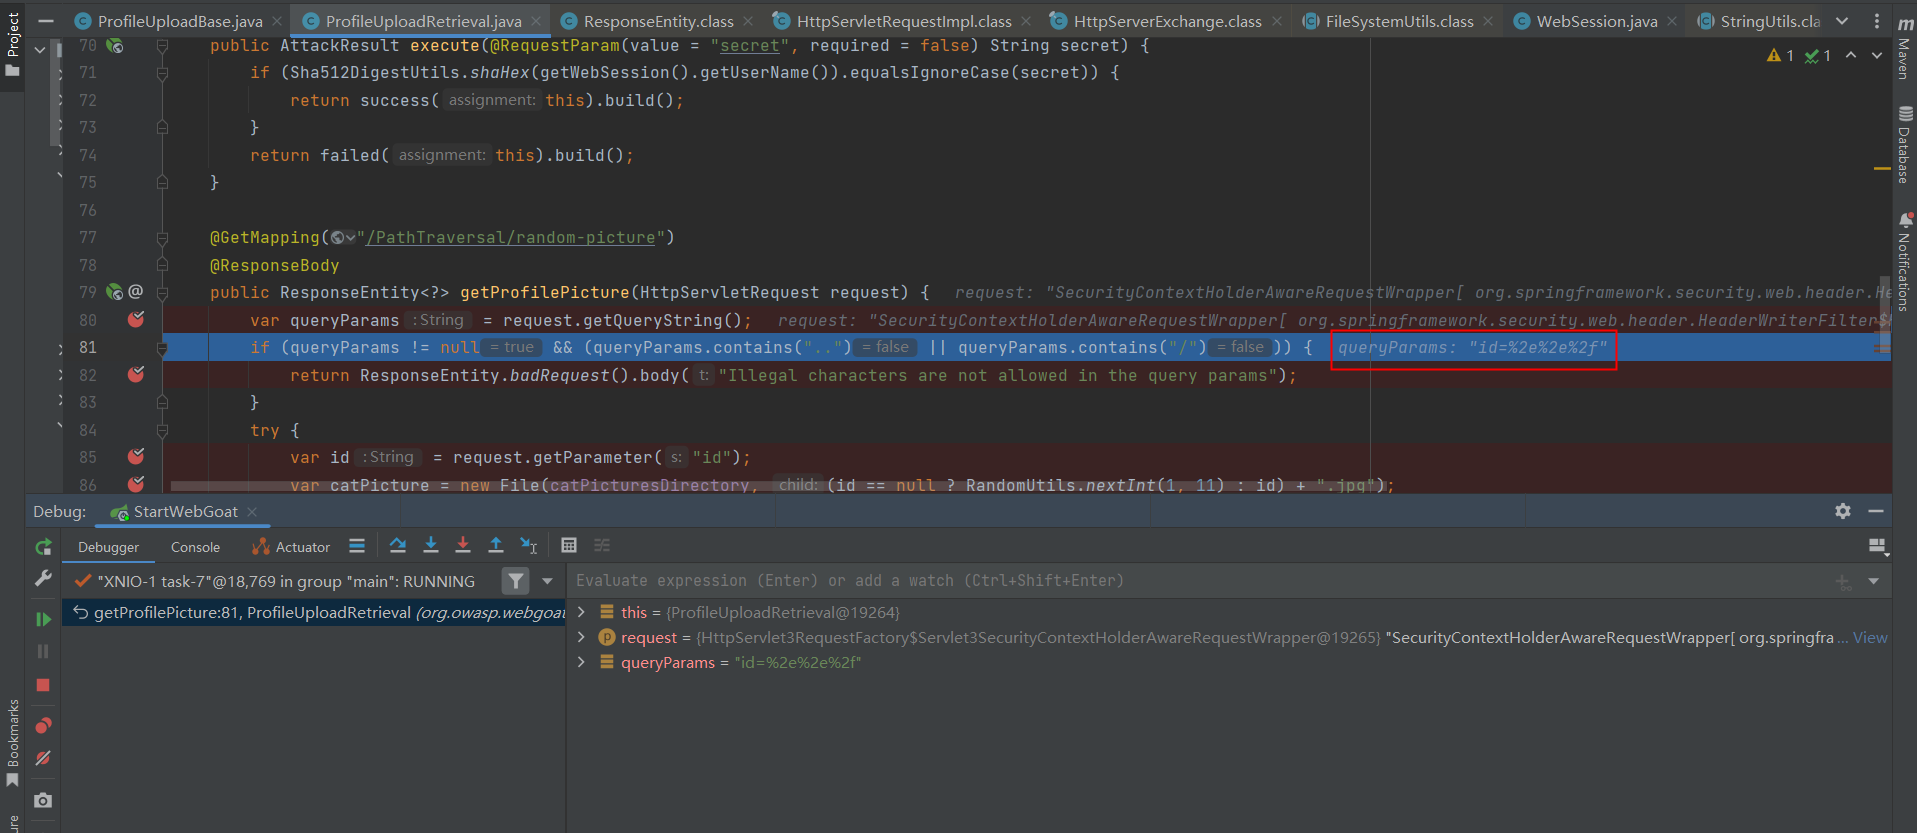 Project
ProfileUploadBase.java
ProfileUploadRetrieval.java
ResponseEntity.class
HttpServletRequestImpl.class
HttpServerExchange.class
FileSystemUtils.class
WebSession.java
StringUtils.cla
70 public AttackResult execute(@RequestParam(value = "secret", required = false) String secret) {
1 1
71 if (Sha512DigestUtils.shaHex(getWebSession().getUserName()).equalsIgnoreCase(secret)) {
72 return success( assignment: this).build();
73 }
74 return failed( assignment: this).build();
75 }
76
77 @GetMapping("/PathTraversal/random-picture")
78 @ResponseBody
79 @ public ResponseEntity<?> getProfilePicture(HttpServletRequest request) { request: "SecurityContextHolderAwareRequestWrapper[ org.springframework.security.web.header.He
80 var queryParams : String = request.getQueryString(); request: "SecurityContextHolderAwareRequestWrapper[ org.springframework.security.web.header.HeaderWriterFilter$
81 if (queryParams != null = true && (queryParams.contains("..") = false || queryParams.contains("/") = false )) { queryParams: "id=%2e%2e%2f"
82 return ResponseEntity.badRequest().body( t: "Illegal characters are not allowed in the query params");
83 }
84 try {
85 var id : String = request.getParameter( s: "id");
86 var catPicture = new File(catPicturesDirectory, child: (id == null ? RandomUtils.nextInt(1, 11) : id) + ".jpg");
m Maven
Database
Notifications
Debug: StartWebGoat
Debugger Console Actuator
"XNIO-1 task-7"@18,769 in group "main": RUNNING
Evaluate expression (Enter) or add a watch (Ctrl+Shift+Enter)
getProfilePicture:81, ProfileUploadRetrieval (org.owasp.webgoat
this = {ProfileUploadRetrieval@19264}
request = {HttpServlet3RequestFactory$Servlet3SecurityContextHolderAwareRequestWrapper@19265} "SecurityContextHolderAwareRequestWrapper[ org.springfra ... View
queryParams = "id=%2e%2e%2f"
Bookmarks